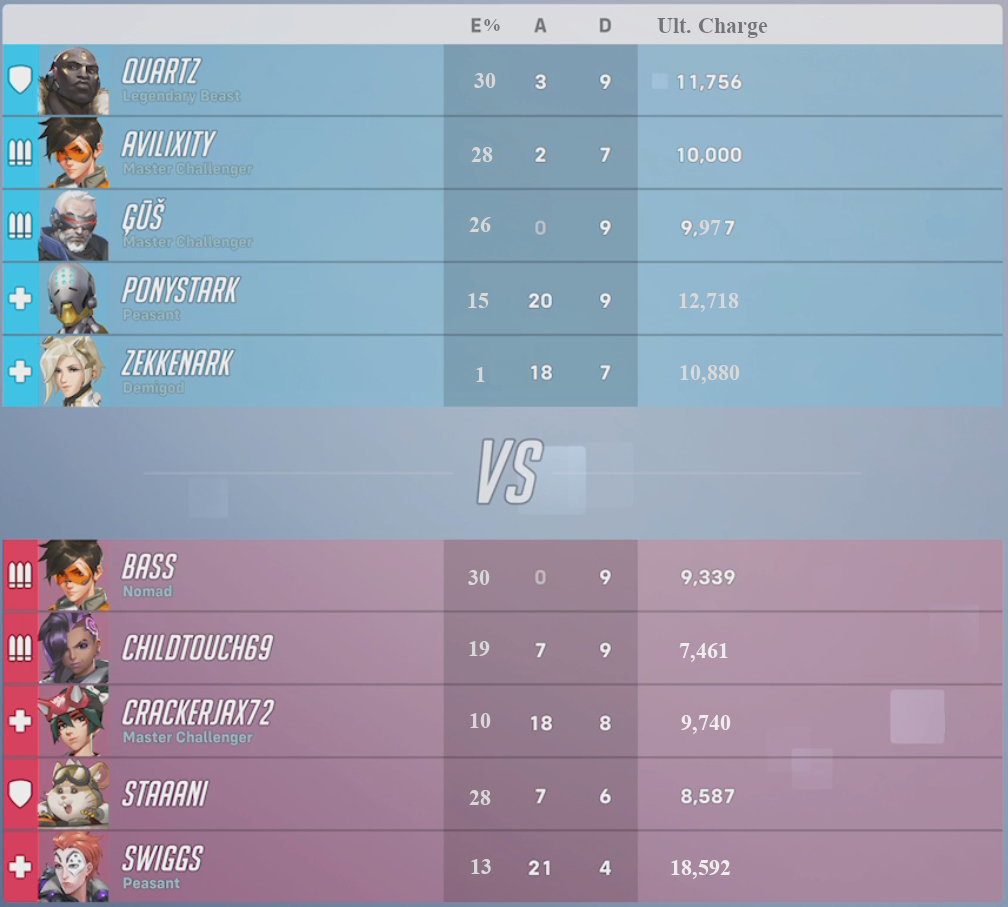 E% A D Ult. Charge
QUARTZ 30 3 9 11,756
Legendary Beast
AVILIXITY 28 2 7 10,000
Master Challenger
ĢŪŠ 26 0 9 9,977
Master Challenger
PONYSTARK 15 20 9 12,718
Peasant
ZEKKENARK 1 18 7 10,880
Demigod
VS
BASS 30 0 9 9,339
Nomad
CHILDTOUCH69 19 7 9 7,461
CRACKERJAX72 10 18 8 9,740
Master Challenger
STAAANI 28 7 6 8,587
SWIGGS 13 21 4 18,592
Peasant